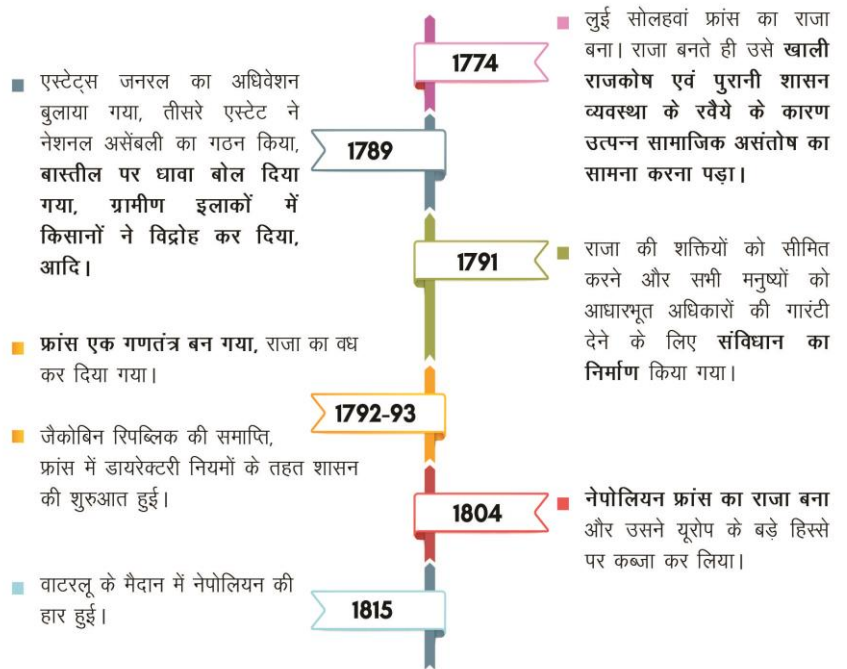 1774
लुई सोलहवां फ्रांस का राजा
बना। राजा बनते ही उसे खाली
राजकोष एवं पुरानी शासन
व्यवस्था के रवैये के कारण
उत्पन्न सामाजिक असंतोष का
सामना करना पड़ा।
1789
एस्टेट्स जनरल का अधिवेशन
बुलाया गया, तीसरे एस्टेट ने
नेशनल असेंबली का गठन किया,
बास्तील पर धावा बोल दिया
गया, ग्रामीण इलाकों में
किसानों ने विद्रोह कर दिया,
आदि।
1791
राजा की शक्तियों को सीमित
करने और सभी मनुष्यों को
आधारभूत अधिकारों की गारंटी
देने के लिए संविधान का
निर्माण किया गया।
1792-93
फ्रांस एक गणतंत्र बन गया, राजा का वध
कर दिया गया।
जैकोबिन रिपब्लिक की समाप्ति,
फ्रांस में डायरेक्टरी नियमों के तहत शासन
की शुरुआत हुई।
1804
नेपोलियन फ्रांस का राजा बना
और उसने यूरोप के बड़े हिस्से
पर कब्जा कर लिया।
1815
वाटरलू के मैदान में नेपोलियन की
हार हुई।